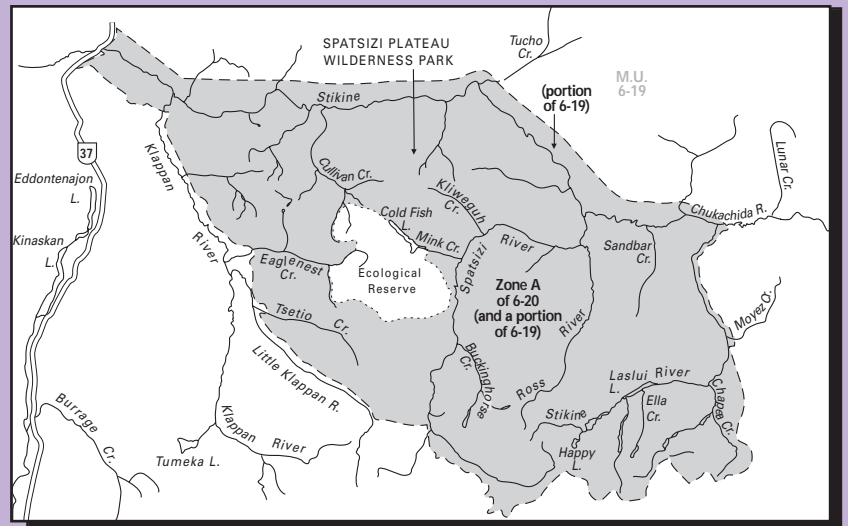 SPATSIZI PLATEAU
WILDERNESS PARK
Tucho
Cr.
M.U.
6-19
(portion
of 6-19)
Stikine
37
Klappan
River
Eddontenajon
L.
Kinaskan
L.
Cullivan Cr.
Kliweguh
Cr.
Cold Fish
L.
Mink Cr.
Spatsizi
River
Lunar Cr.
Chukachida R.
Sandbar
Cr.
Eaglenest
Cr.
Ecological
Reserve
Zone A
of 6-20
(and a portion
of 6-19)
Moyez Cr.
Tsetio Cr.
Little Klappan R.
Buckinghorse
Cr.
Ross
River
Laslui
L.
River
Stikine
Ella
Cr.
Chapea Cr.
Happy
L.
Burrage Cr.
Klappan River
Tumeka L.